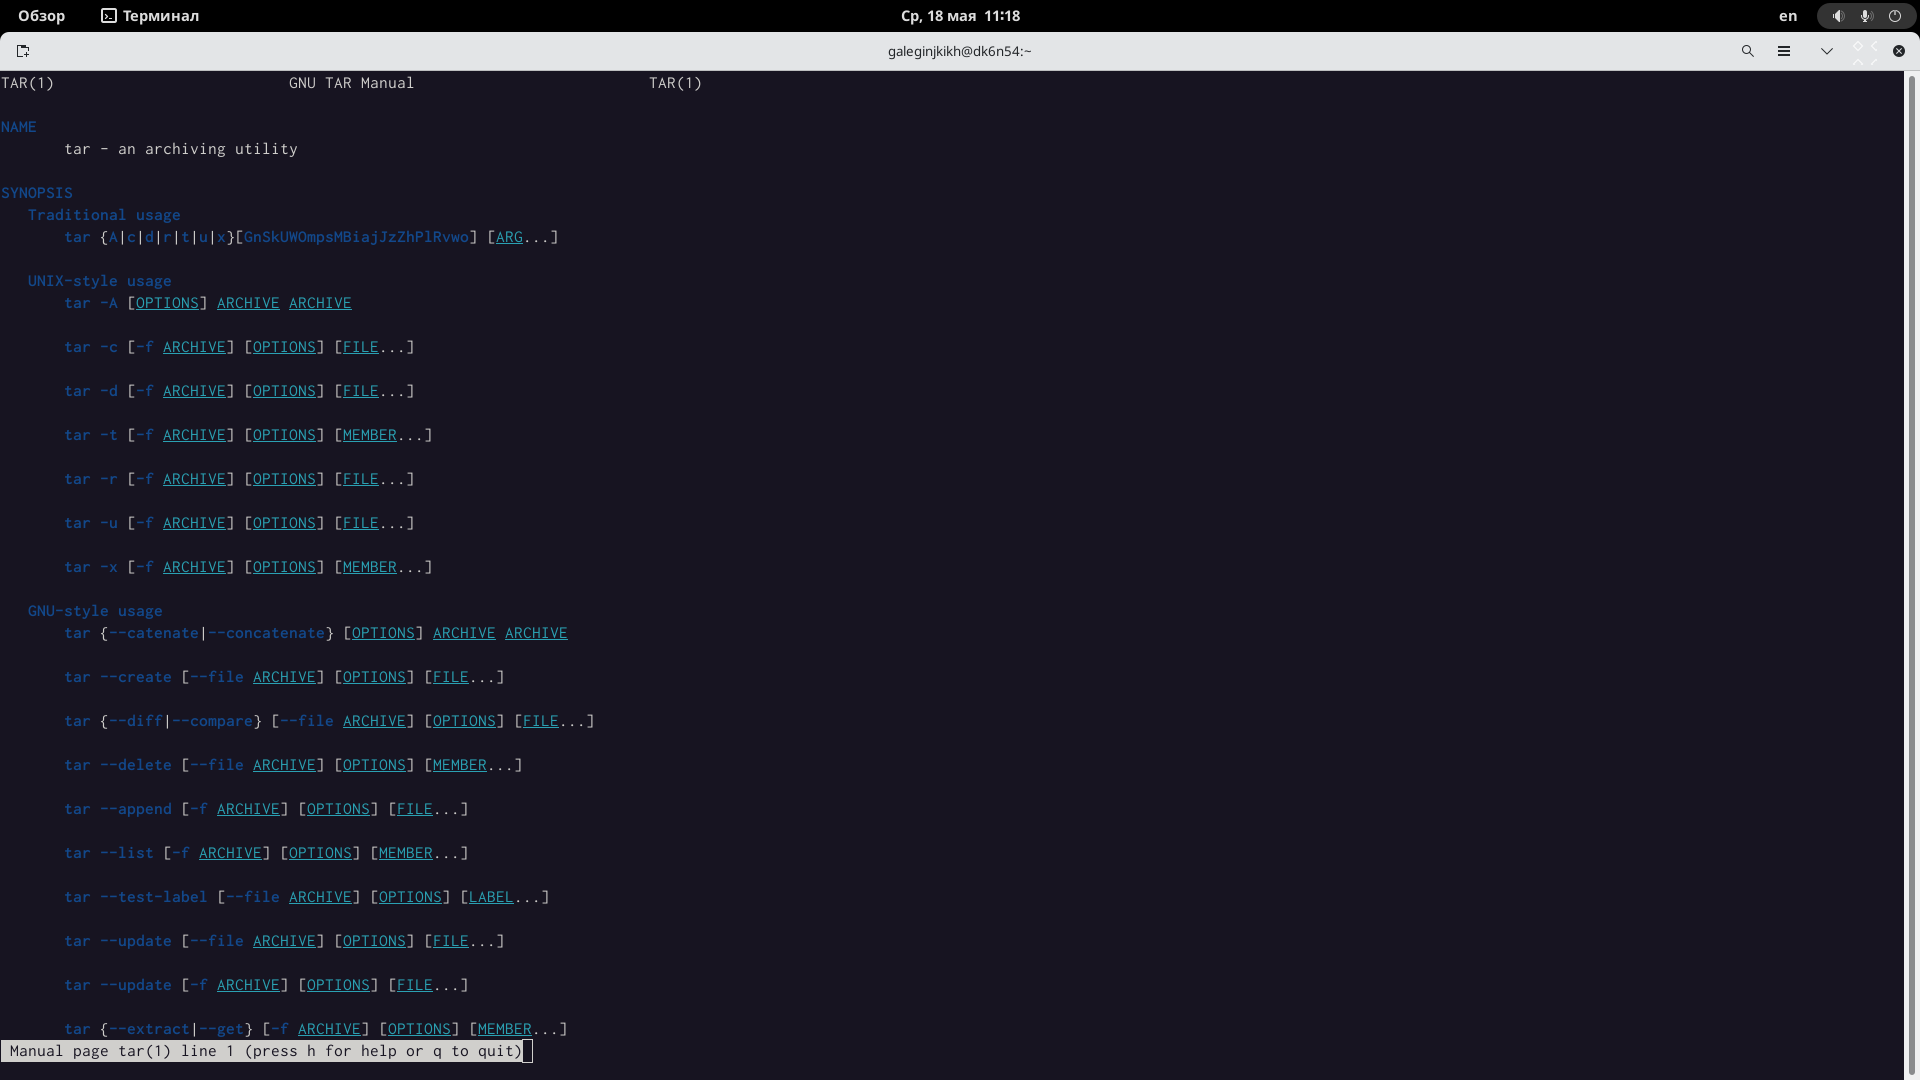 Обзор Терминал Ср, 18 мая 11:18 en
galeginjkikh@dk6n54:~
TAR(1) GNU TAR Manual TAR(1)
NAME
tar - an archiving utility
SYNOPSIS
Traditional usage
tar {A|c|d|r|t|u|x}[GnSkUWOmpsMBiajJzZhPlRvwo] [ARG...]
UNIX-style usage
tar -A [OPTIONS] ARCHIVE ARCHIVE
tar -c [-f ARCHIVE] [OPTIONS] [FILE...]
tar -d [-f ARCHIVE] [OPTIONS] [FILE...]
tar -t [-f ARCHIVE] [OPTIONS] [MEMBER...]
tar -r [-f ARCHIVE] [OPTIONS] [FILE...]
tar -u [-f ARCHIVE] [OPTIONS] [FILE...]
tar -x [-f ARCHIVE] [OPTIONS] [MEMBER...]
GNU-style usage
tar {--catenate|--concatenate} [OPTIONS] ARCHIVE ARCHIVE
tar --create [--file ARCHIVE] [OPTIONS] [FILE...]
tar {--diff|--compare} [--file ARCHIVE] [OPTIONS] [FILE...]
tar --delete [--file ARCHIVE] [OPTIONS] [MEMBER...]
tar --append [-f ARCHIVE] [OPTIONS] [FILE...]
tar --list [-f ARCHIVE] [OPTIONS] [MEMBER...]
tar --test-label [--file ARCHIVE] [OPTIONS] [LABEL...]
tar --update [--file ARCHIVE] [OPTIONS] [FILE...]
tar --update [-f ARCHIVE] [OPTIONS] [FILE...]
tar {--extract|--get} [-f ARCHIVE] [OPTIONS] [MEMBER...]
Manual page tar(1) line 1 (press h for help or q to quit)